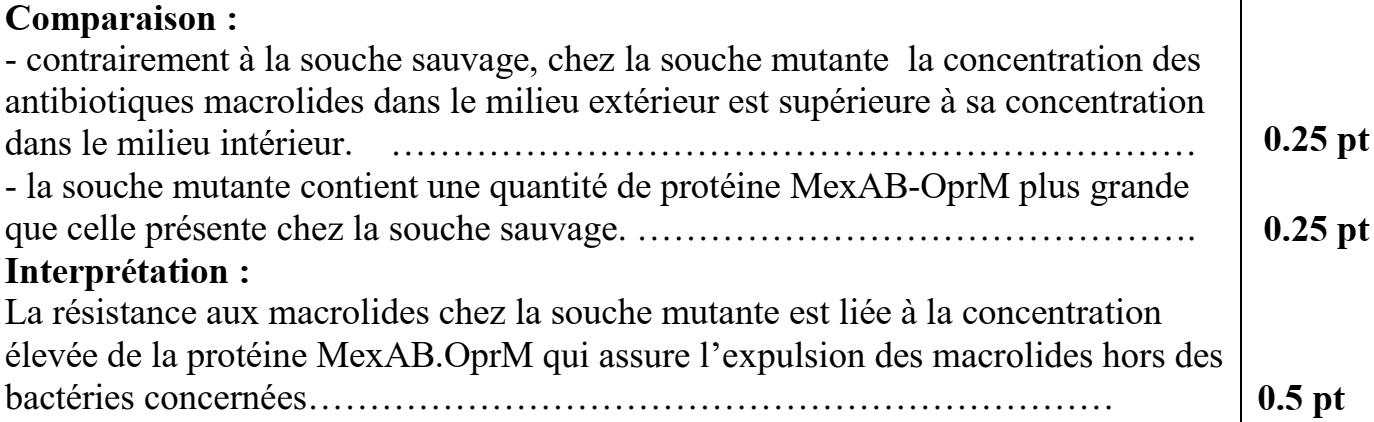 Comparaison :
- contrairement à la souche sauvage, chez la souche mutante  la concentration des
antibiotiques macrolides dans le milieu extérieur est supérieure à sa concentration
dans le milieu intérieur. ………………………………………………………… 0.25 pt
- la souche mutante contient une quantité de protéine MexAB-OprM plus grande
que celle présente chez la souche sauvage. ………………………………………. 0.25 pt
Interprétation :
La résistance aux macrolides chez la souche mutante est liée à la concentration
élevée de la protéine MexAB.OprM qui assure l’expulsion des macrolides hors des
bactéries concernées………………………………………………………… 0.5 pt